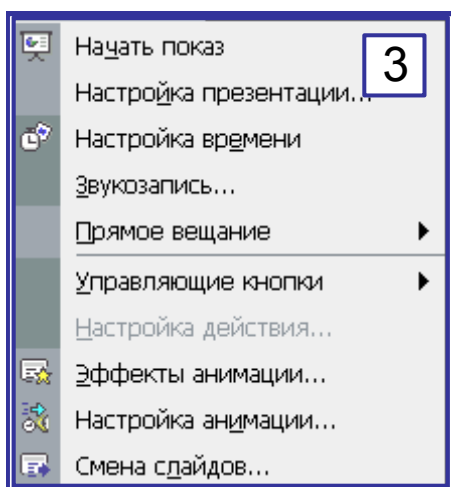 Начать показ
3
Настройка презентации...
Настройка времени
Звукозапись...
Прямое вещание
Управляющие кнопки
Настройка действия...
Эффекты анимации...
Настройка анимации...
Смена слайдов...